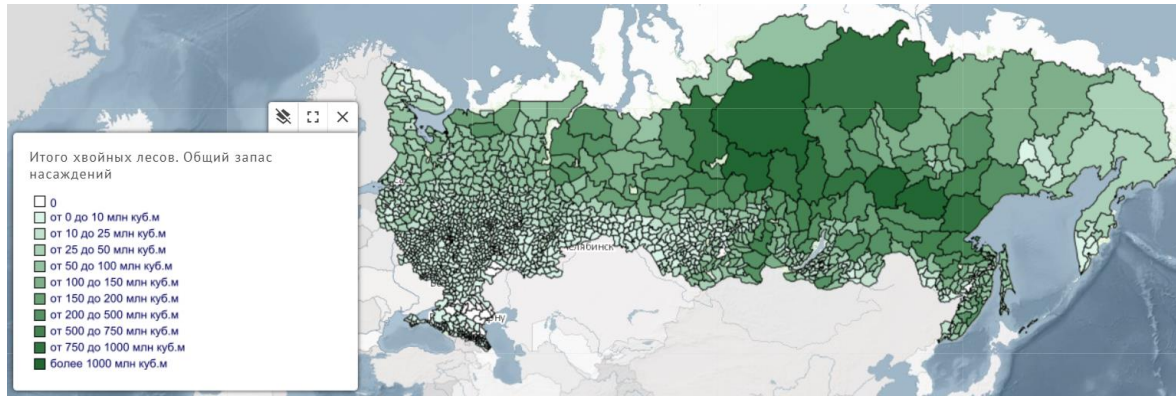 Итого хвойных лесов. Общий запас
насаждений
0
от 0 до 10 млн куб.м
от 10 до 25 млн куб.м
от 25 до 50 млн куб.м
от 50 до 100 млн куб.м
от 100 до 150 млн куб.м
от 150 до 200 млн куб.м
от 200 до 500 млн куб.м
от 500 до 750 млн куб.м
от 750 до 1000 млн куб.м
более 1000 млн куб.м